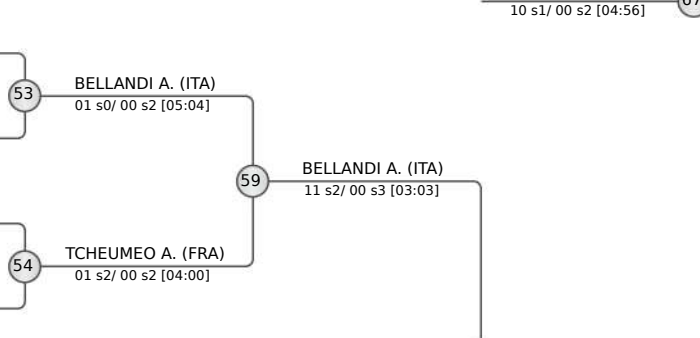 10 s1/ 00 s2 [04:56]
53
BELLANDI A. (ITA)
01 s0/ 00 s2 [05:04]
59
BELLANDI A. (ITA)
11 s2/ 00 s3 [03:03]
54
TCHEUMEO A. (FRA)
01 s2/ 00 s2 [04:00]